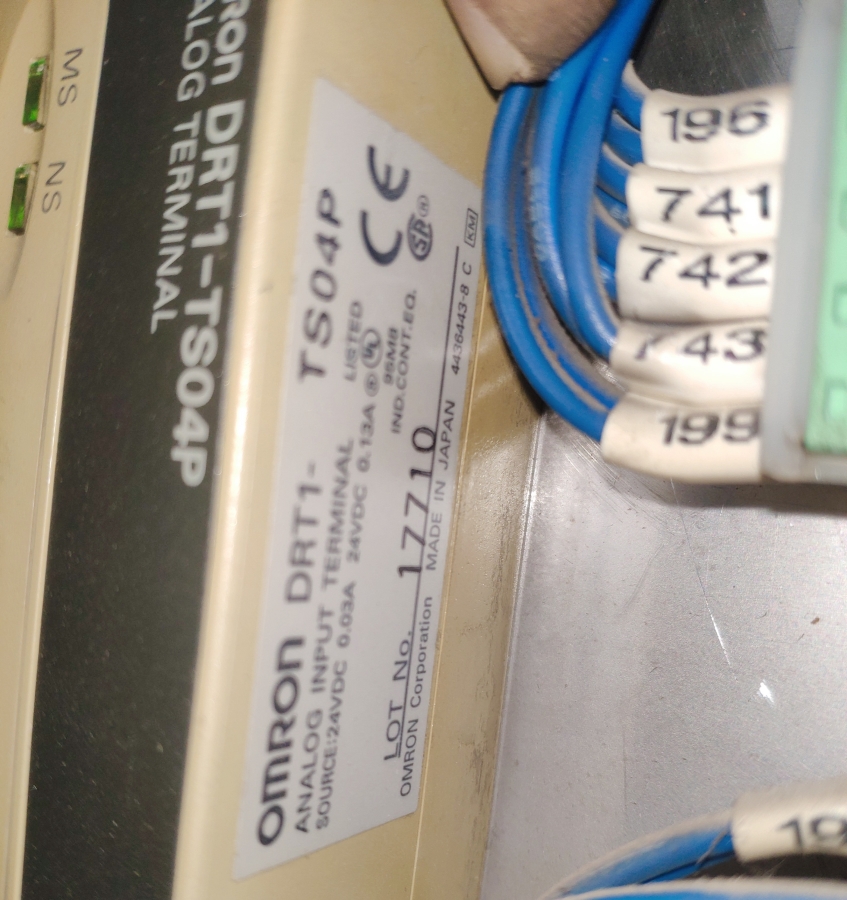 MS
NS
DRT1-TS04P
ALOG TERMINAL
OMRON DRT1- TS04P
ANALOG INPUT TERMINAL
SOURCE:24VDC 0.03A 24VDC 0.13A
LISTED
95M8
IND.CONT.EQ.
CE
LOT No. 17710
OMRON Corporation MADE IN JAPAN 4436443-8 C KM
741
742
743
199